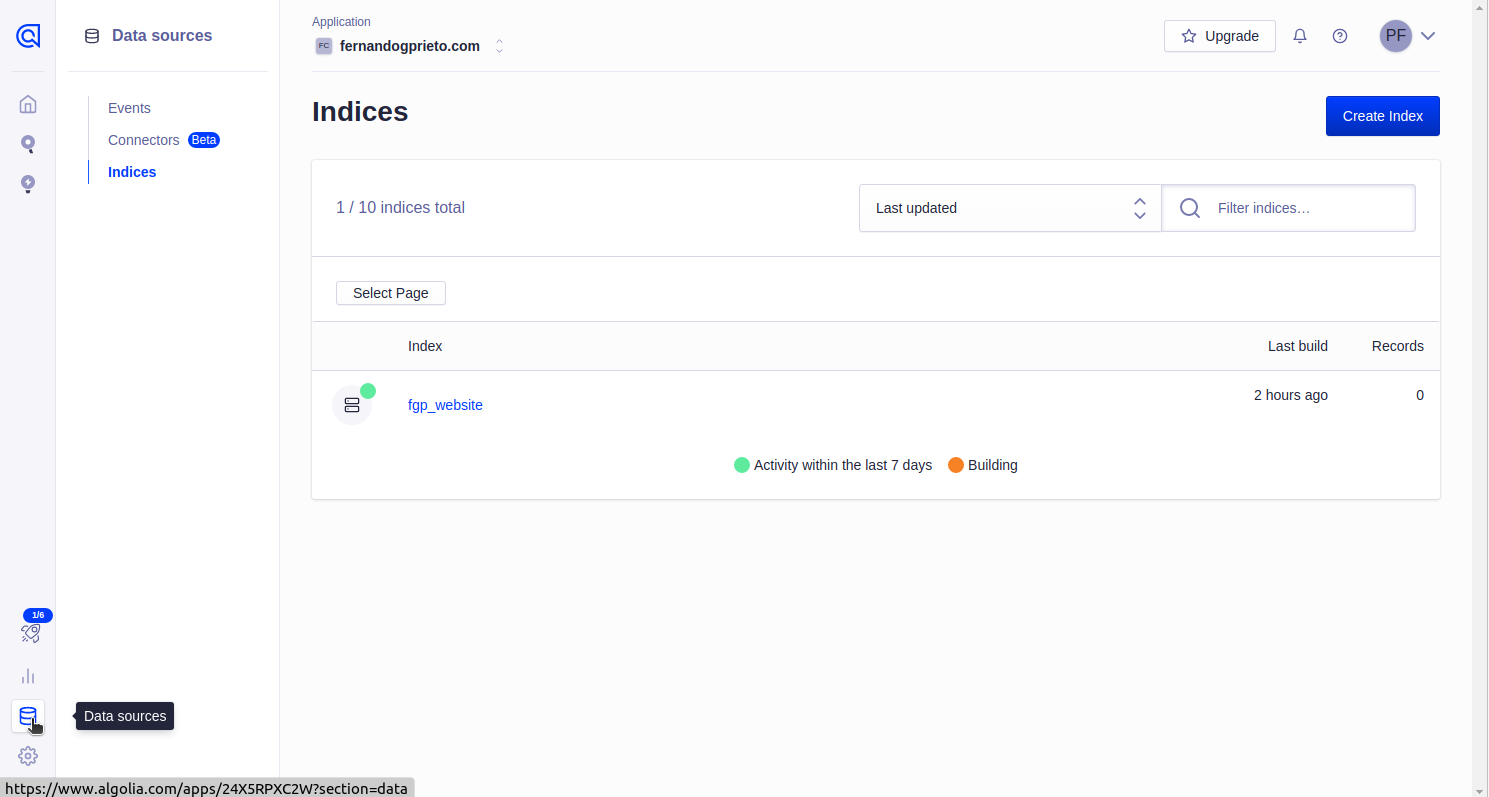 Data sources
Events
Connectors Beta
Indices
1/6
Data sources
Application
FC fernandogprieto.com
Upgrade
PF
Indices
Create Index
1 / 10 indices total
Last updated
Filter indices…
Select Page
Index Last build Records
fgp_website 2 hours ago 0
Activity within the last 7 days Building
https://www.algolia.com/apps/24X5RPXC2W?section=data